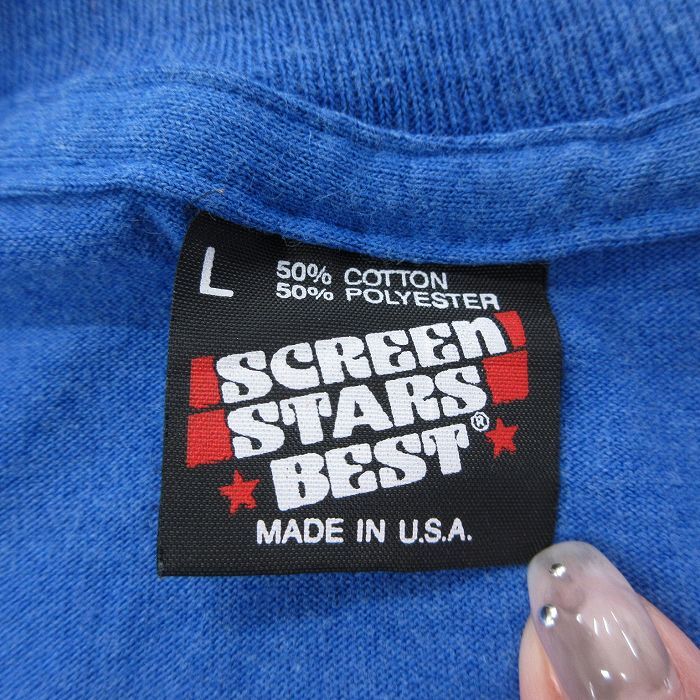 L
50% COTTON
50% POLYESTER
SCREEN
STARS
BEST®
MADE IN U.S.A.